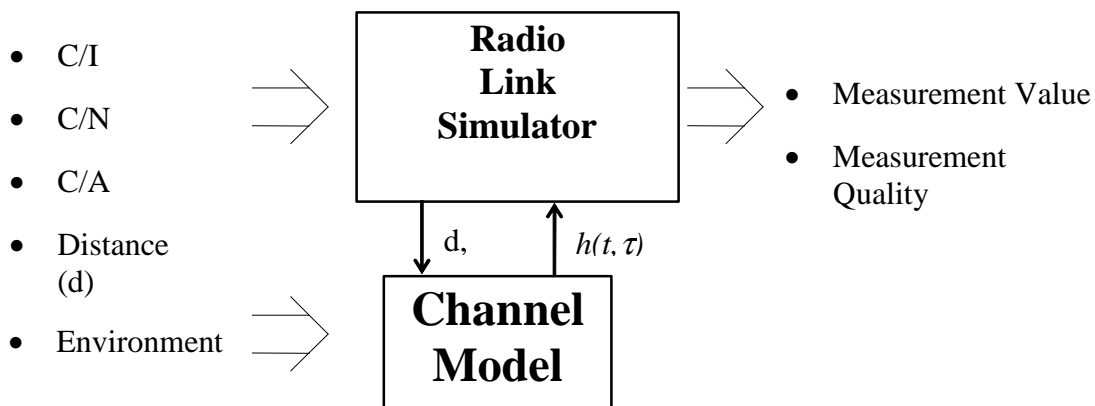 • C/I
• C/N
• C/A
• Distance
(d)
• Environment
Radio
Link
Simulator
d,
h(t, τ)
Channel
Model
• Measurement Value
• Measurement
Quality